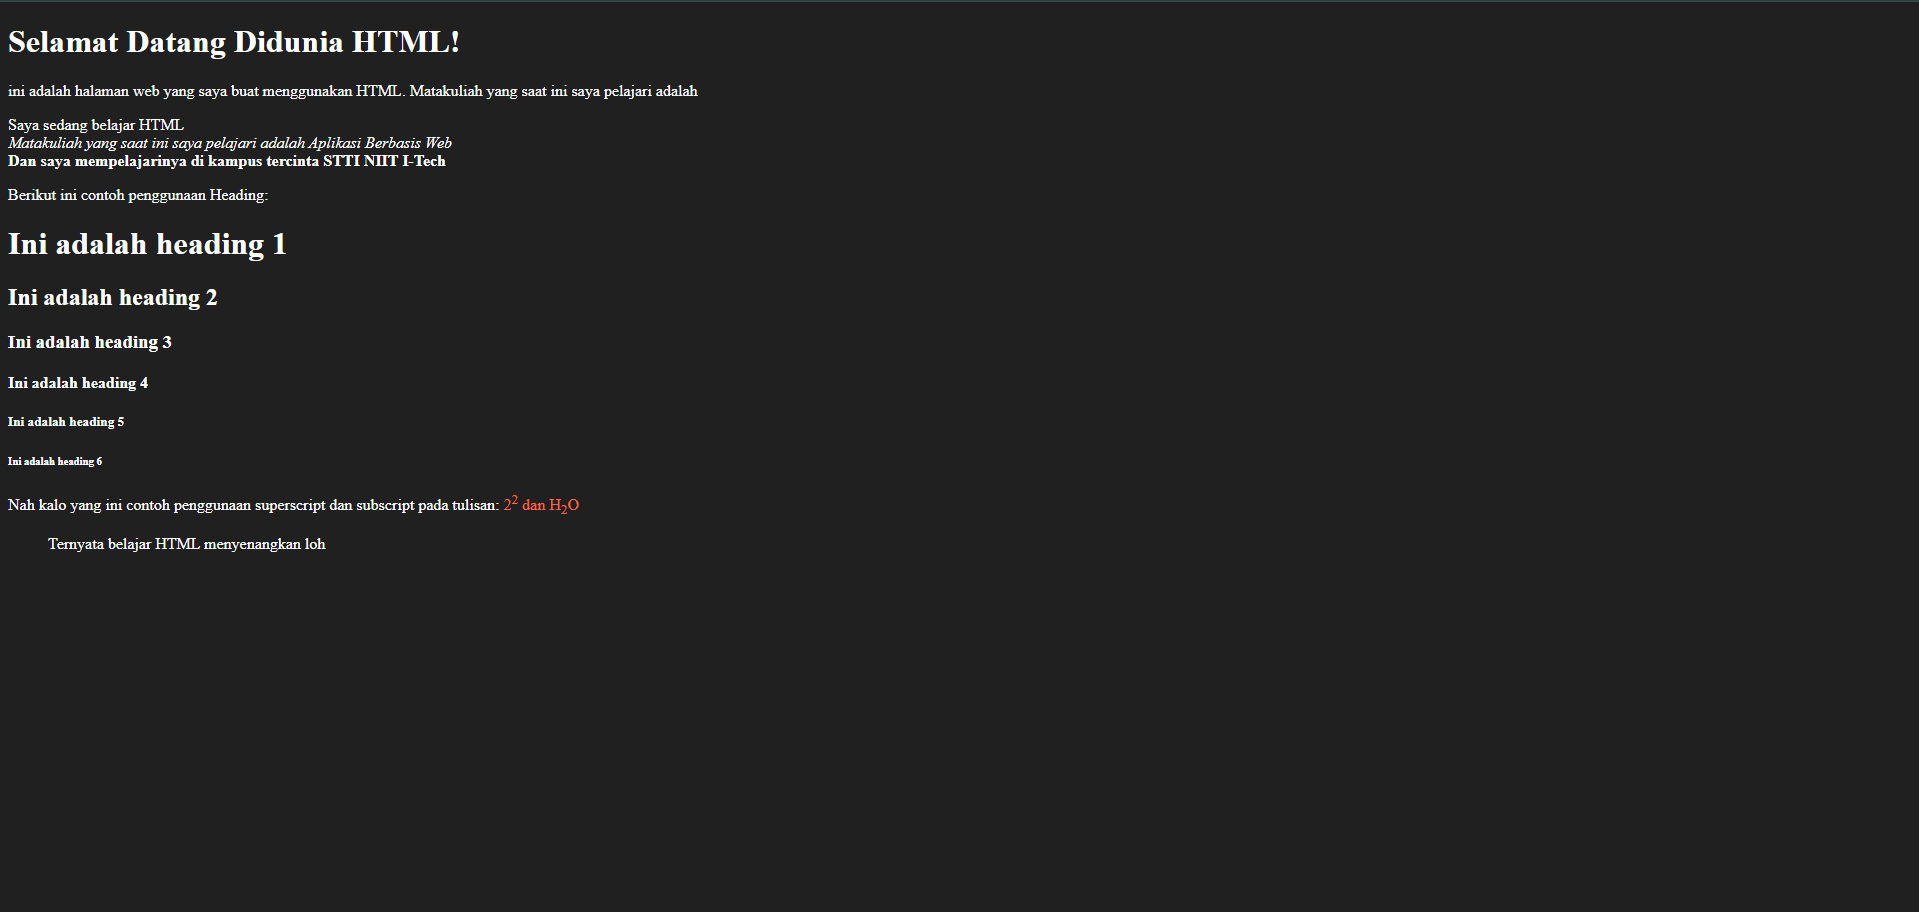 Selamat Datang Didunia HTML!
ini adalah halaman web yang saya buat menggunakan HTML. Matakuliah yang saat ini saya pelajari adalah
Saya sedang belajar HTML
Matakuliah yang saat ini saya pelajari adalah Aplikasi Berbasis Web
Dan saya mempelajarinya di kampus tercinta STTI NIIT I-Tech
Berikut ini contoh penggunaan Heading:
Ini adalah heading 1
Ini adalah heading 2
Ini adalah heading 3
Ini adalah heading 4
Ini adalah heading 5
Ini adalah heading 6
Nah kalo yang ini contoh penggunaan superscript dan subscript pada tulisan: 2² dan H₂O
Ternyata belajar HTML menyenangkan loh